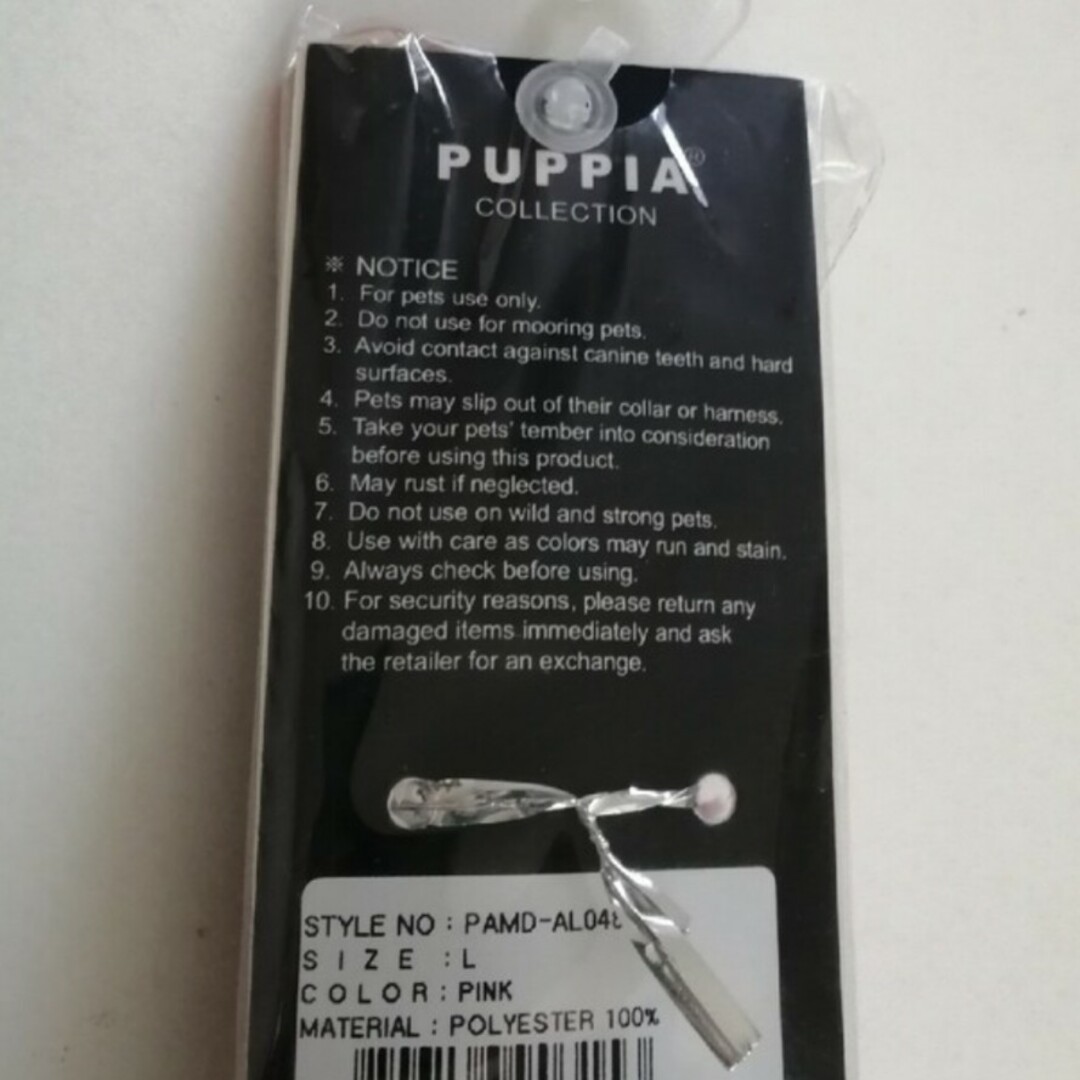 PUPPIA®
COLLECTION
※ NOTICE
1. For pets use only.
2. Do not use for mooring pets.
3. Avoid contact against canine teeth and hard
surfaces.
4. Pets may slip out of their collar or harness.
5. Take your pets' tember into consideration
before using this product.
6. May rust if neglected.
7. Do not use on wild and strong pets.
8. Use with care as colors may run and stain.
9. Always check before using.
10. For security reasons, please return any
damaged items immediately and ask
the retailer for an exchange.
STYLE NO : 
SIZE : L
COLOR : PINK
MATERIAL : POLYESTER 100%